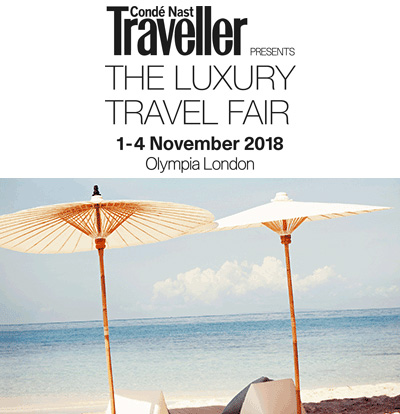 Condé Nast
Traveller PRESENTS
THE LUXURY
TRAVEL FAIR
1-4 November 2018
Olympia London